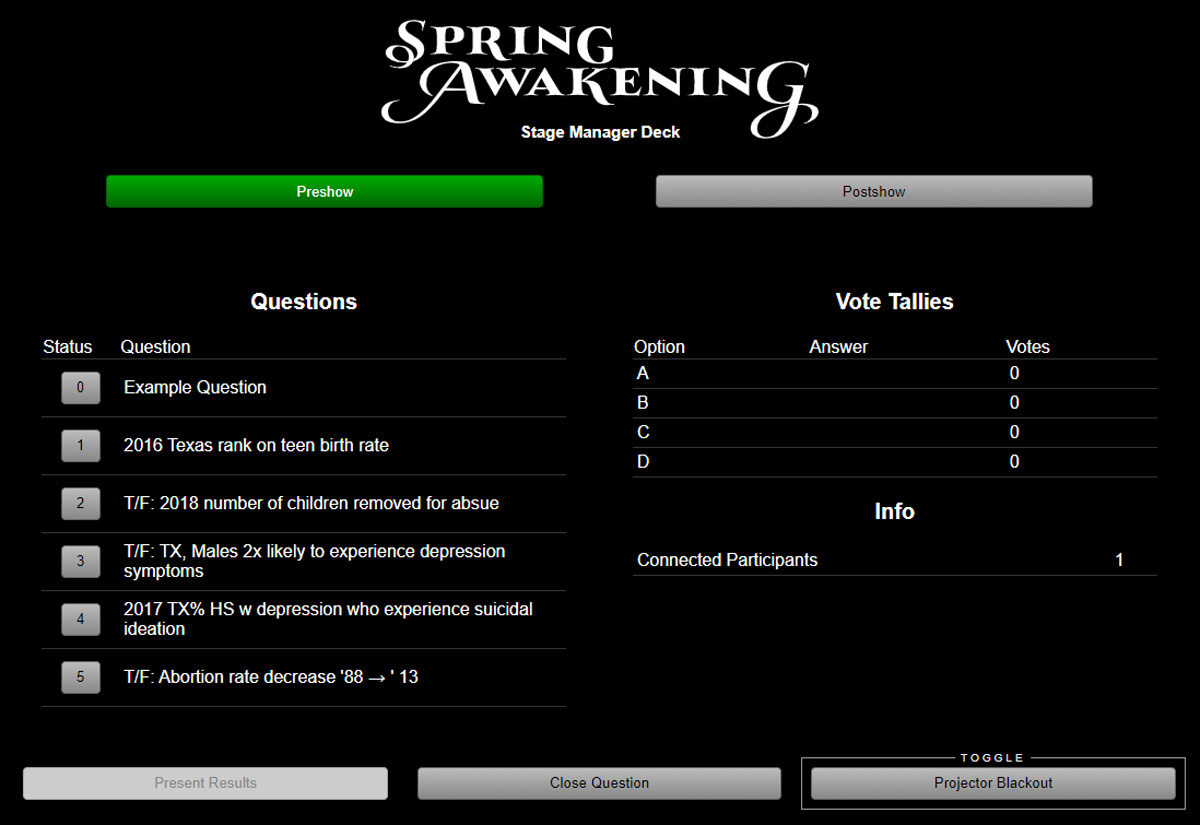 SPRING
AWAKENING
Stage Manager Deck
Preshow
Postshow
Questions
Status Question
0 Example Question
1 2016 Texas rank on teen birth rate
2 T/F: 2018 number of children removed for absue
3 T/F: TX, Males 2x likely to experience depression
symptoms
4 2017 TX% HS w depression who experience suicidal
ideation
5 T/F: Abortion rate decrease '88 → ' 13
Vote Tallies
Option Answer Votes
A 0
B 0
C 0
D 0
Info
Connected Participants 1
Present Results
Close Question
TOGGLE
Projector Blackout